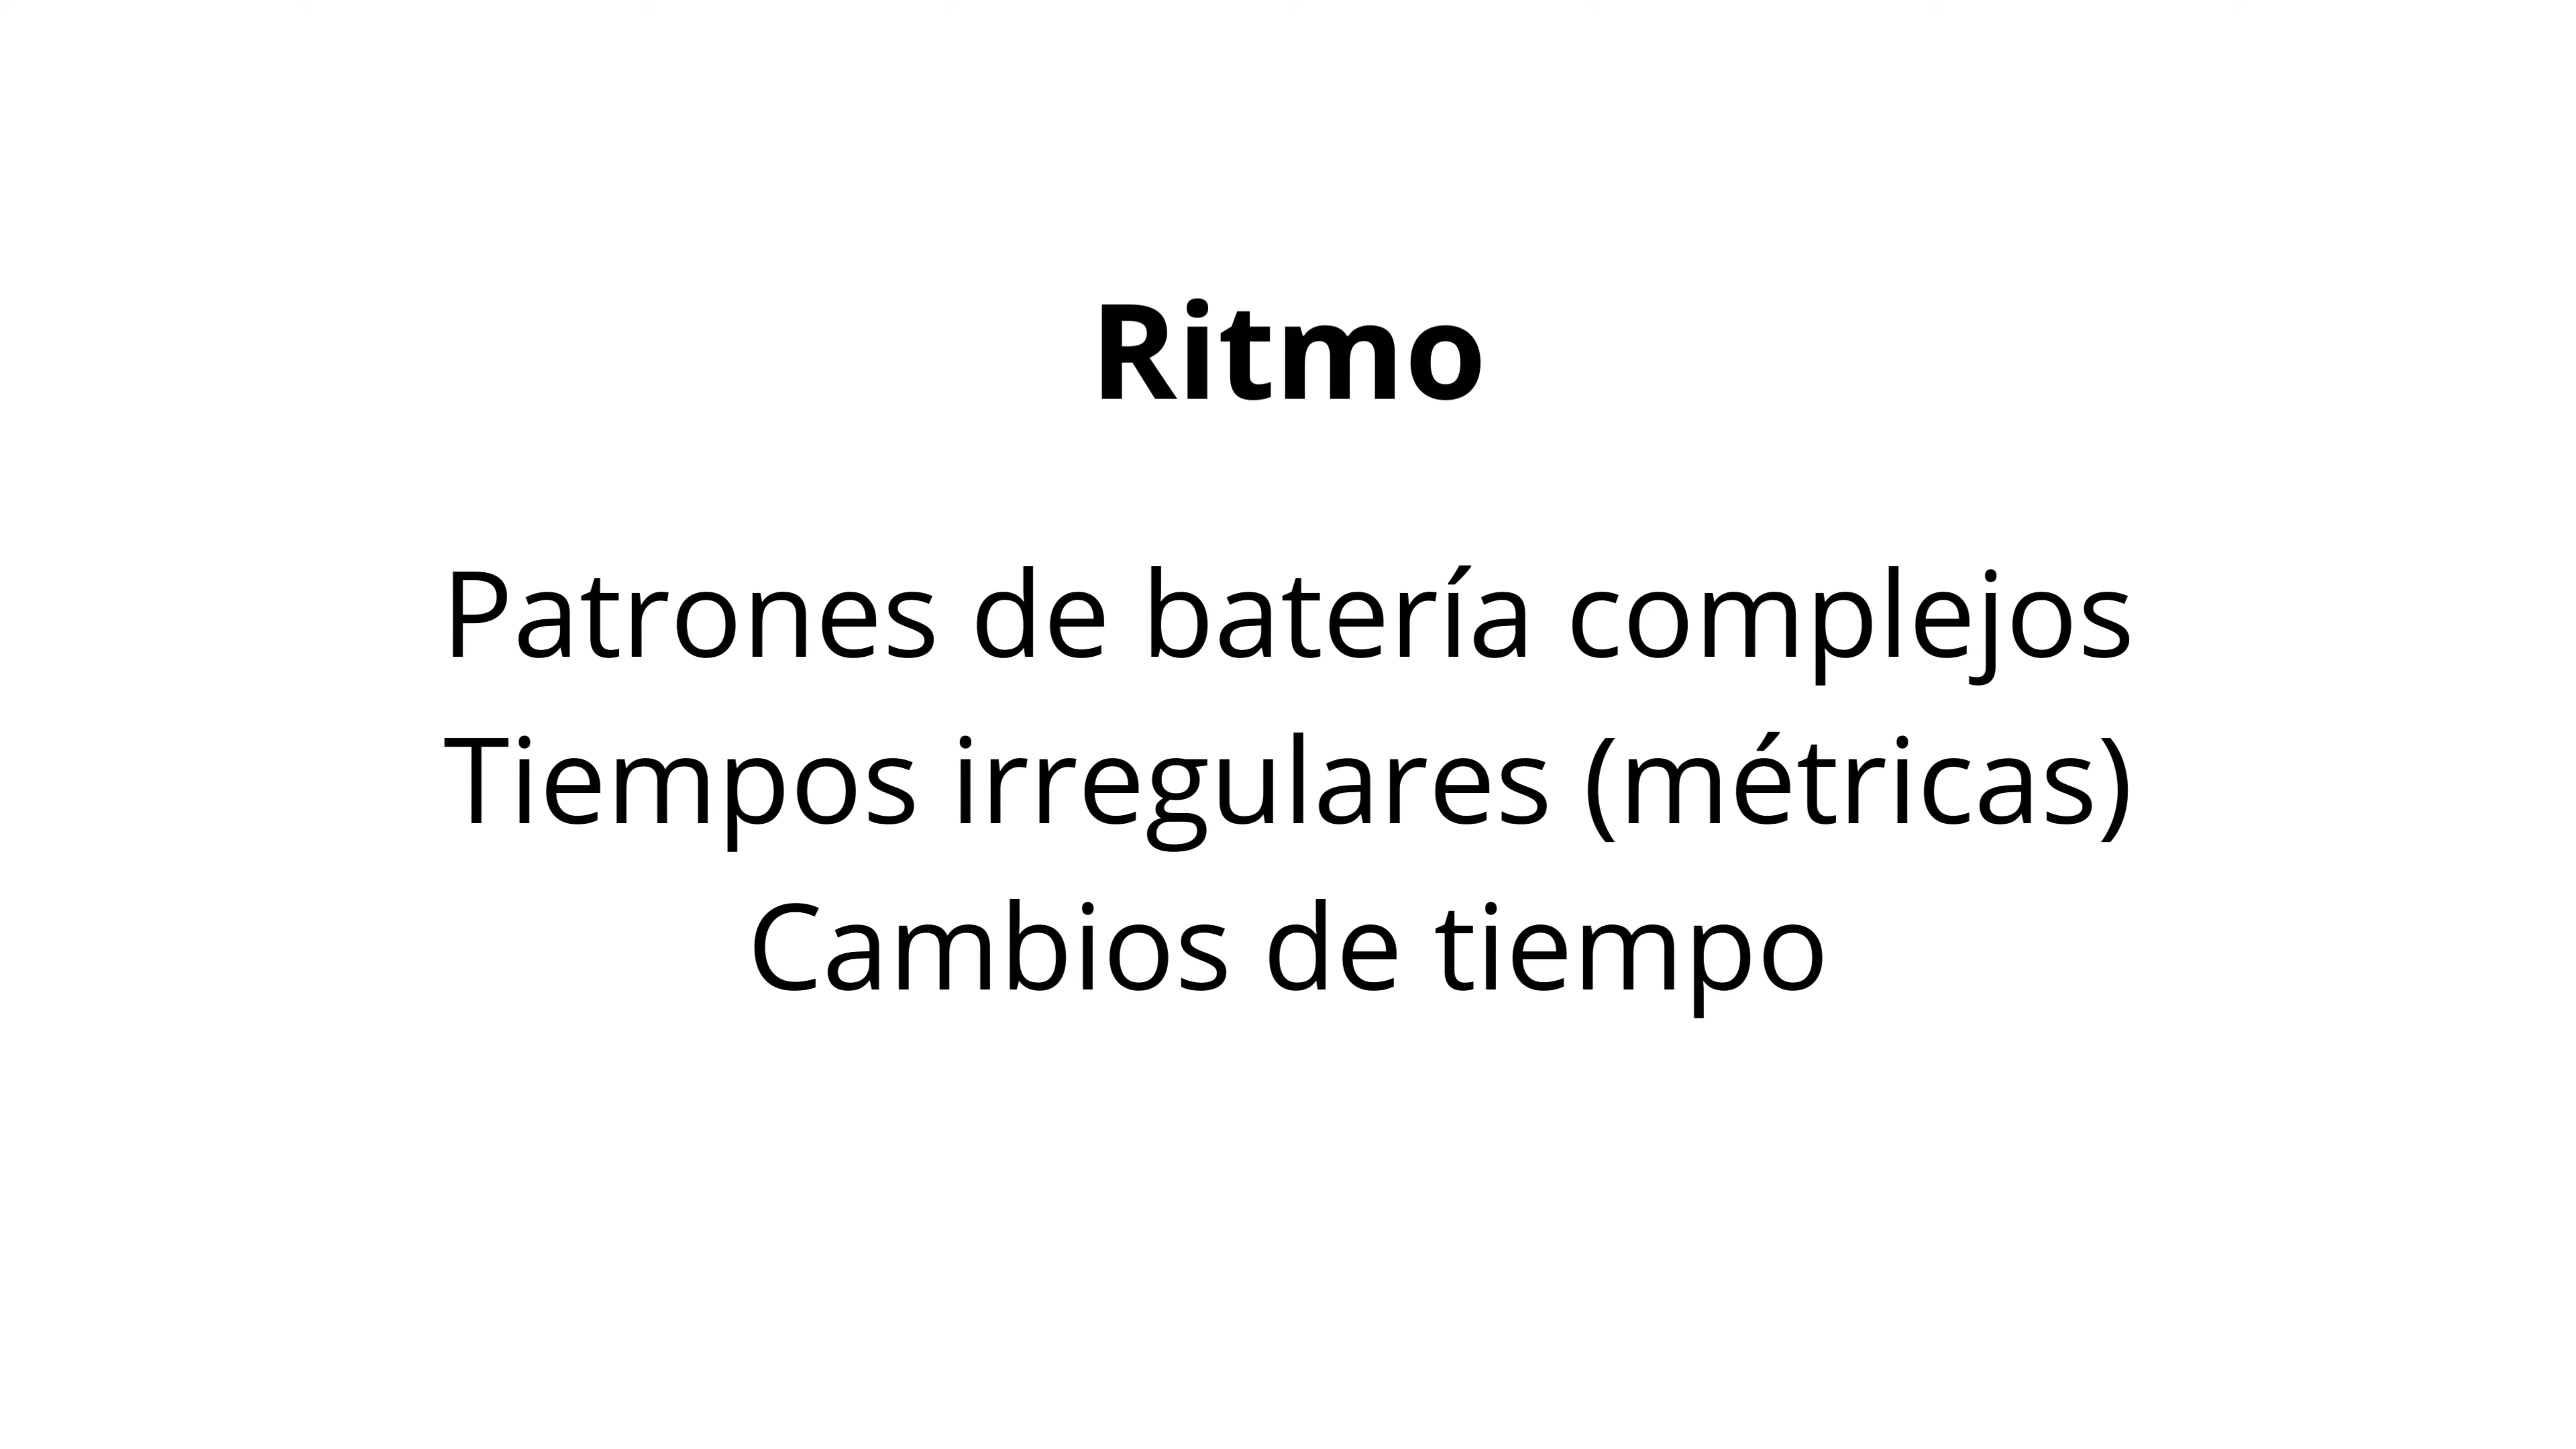 Ritmo
Patrones de batería complejos
Tiempos irregulares (métricas)
Cambios de tiempo